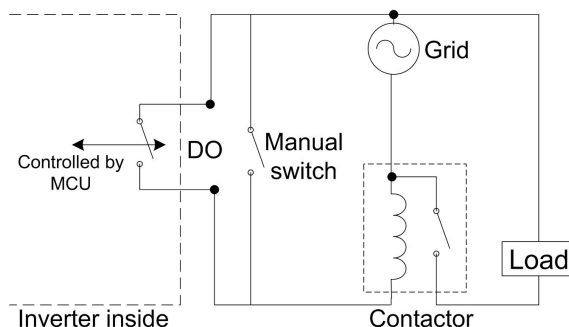 Grid
DO
Manual
switch
Controlled by
MCU
Load
Inverter inside
Contactor